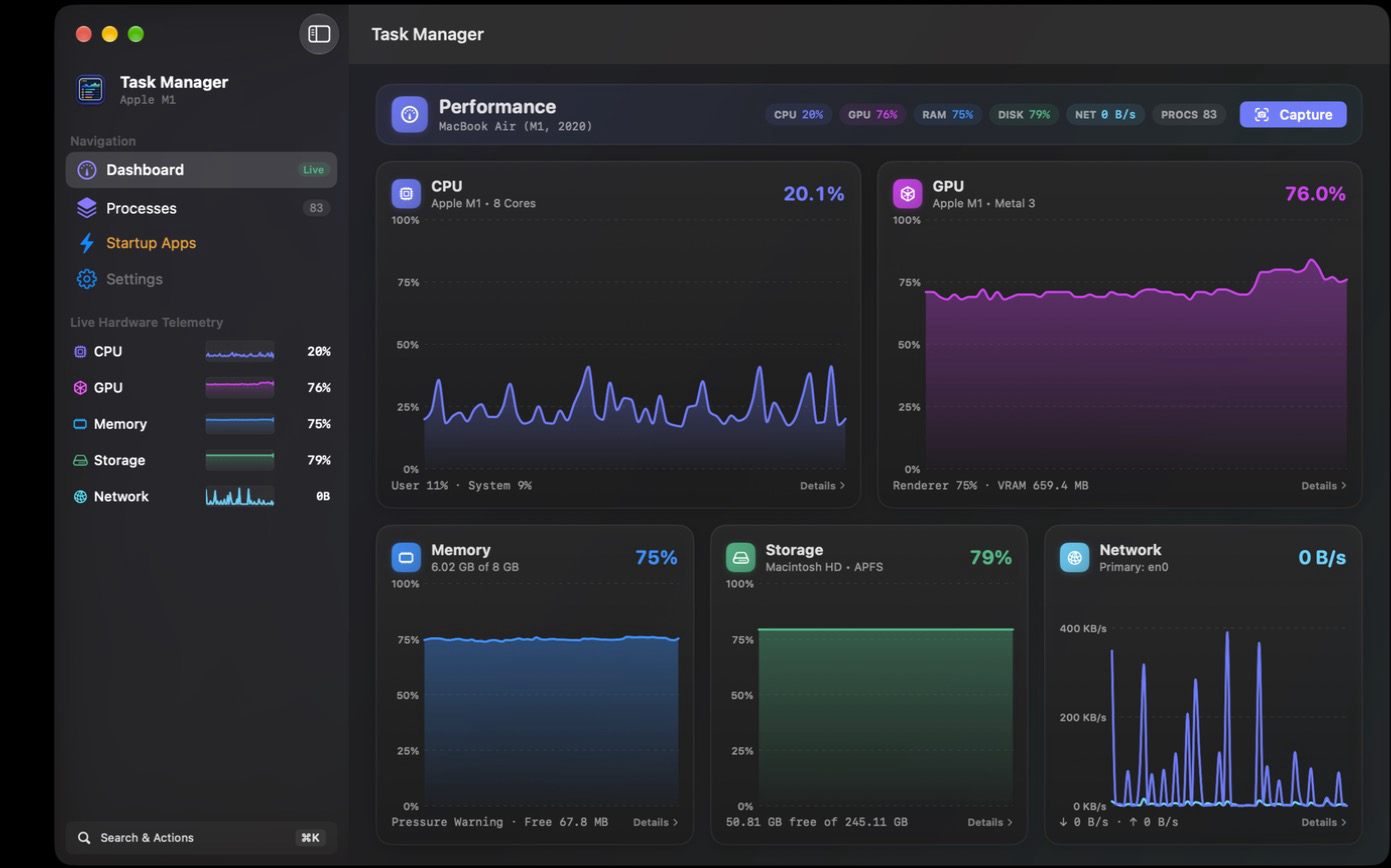 Task Manager
Apple M1
Navigation
Dashboard
Live
Processes
83
Startup Apps
Settings
Live Hardware Telemetry
CPU
20%
GPU
76%
Memory
75%
Storage
79%
Network
0B
Search & Actions
⌘K
Task Manager
Performance
MacBook Air (M1, 2020)
CPU 20%
GPU 76%
RAM 75%
DISK 79%
NET 0 B/s
PROCS 83
Capture
CPU
Apple M1 • 8 Cores
20.1%
100%
75%
50%
25%
0%
User 11% · System 9%
Details >
GPU
Apple M1 • Metal 3
76.0%
100%
75%
50%
25%
0%
Renderer 75% · VRAM 659.4 MB
Details >
Memory
6.02 GB of 8 GB
75%
100%
75%
50%
25%
0%
Pressure Warning · Free 67.8 MB
Details >
Storage
Macintosh HD • APFS
79%
100%
75%
50%
25%
0%
50.81 GB free of 245.11 GB
Details >
Network
Primary: en0
0 B/s
400 KB/s
200 KB/s
0 KB/s
↓ 0 B/s · ↑ 0 B/s
Details >